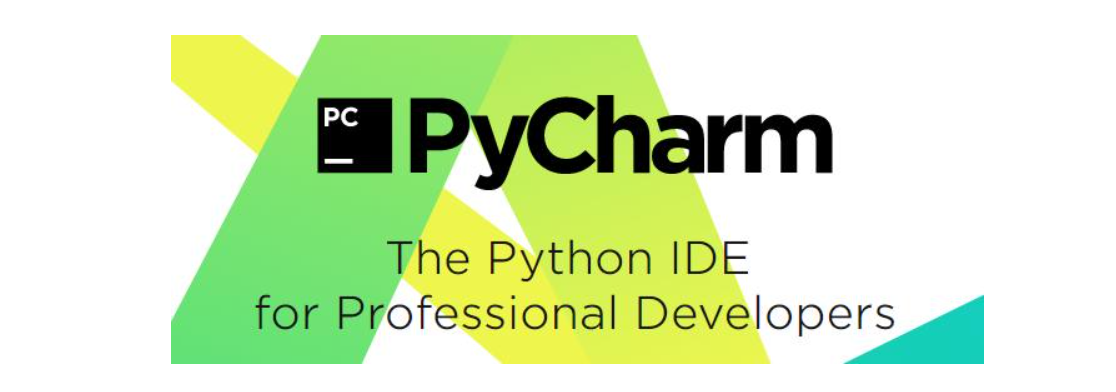 PC
PyCharm
The Python IDE
for Professional Developers